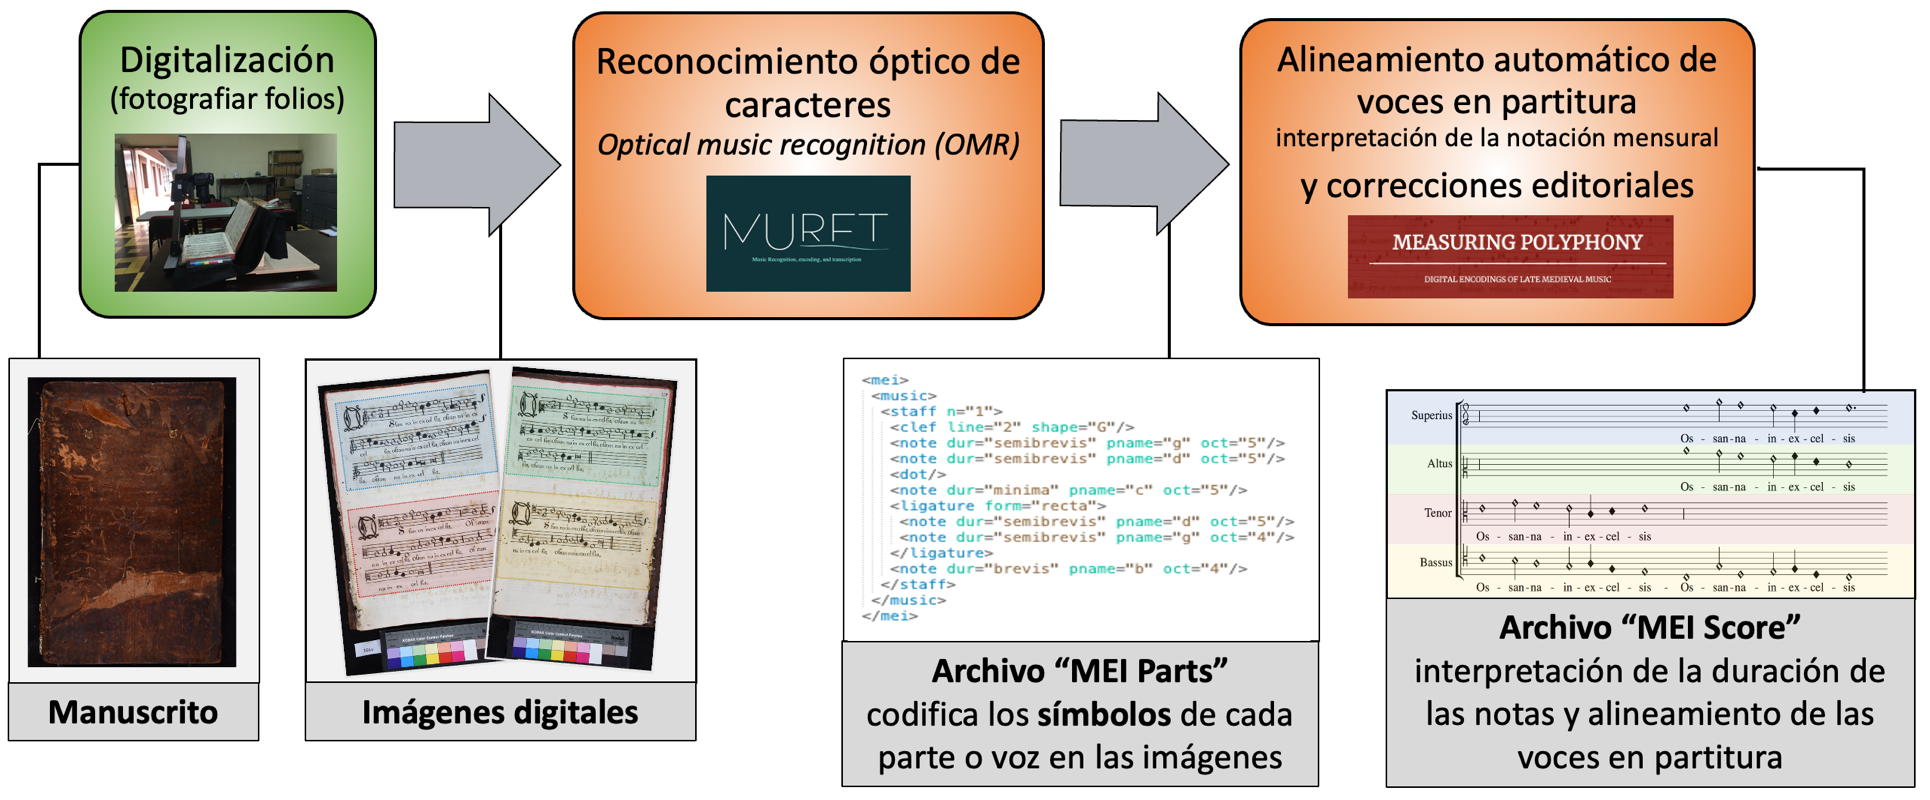 Digitalización
(fotografiar folios)
Reconocimiento óptico de
caracteres
Optical music recognition (OMR)
MURET
Music Recognition, encoding, and transcription
Alineamiento automático de
voces en partitura
interpretación de la notación mensural
y correcciones editoriales
MEASURING POLYPHONY
DIGITAL ENCODINGS OF LATE MEDIEVAL MUSIC
Manuscrito
Imágenes digitales
<mei>
<music>
<staff n="1">
<clef line="2" shape="G"/>
<note dur="semibrevis" pname="g" oct="5"/>
<note dur="semibrevis" pname="d" oct="5"/>
<dot/>
<note dur="minima" pname="c" oct="5"/>
<ligature form="recta">
<note dur="semibrevis" pname="d" oct="5"/>
<note dur="semibrevis" pname="g" oct="4"/>
</ligature>
<note dur="brevis" pname="b" oct="4"/>
</staff>
</music>
</mei>
Archivo “MEI Parts”
codifica los símbolos de cada
parte o voz en las imágenes
Superius
Os - san-na - in - ex - cel - sis
Altus
Os - san-na - in - ex - cel - sis
Tenor
Os - san-na - in - ex - cel - sis
Bassus
Os - san-na - in - ex - cel - sis Os - san-na - in - ex - cel - sis
Archivo “MEI Score”
interpretación de la duración de
las notas y alineamiento de las
voces en partitura